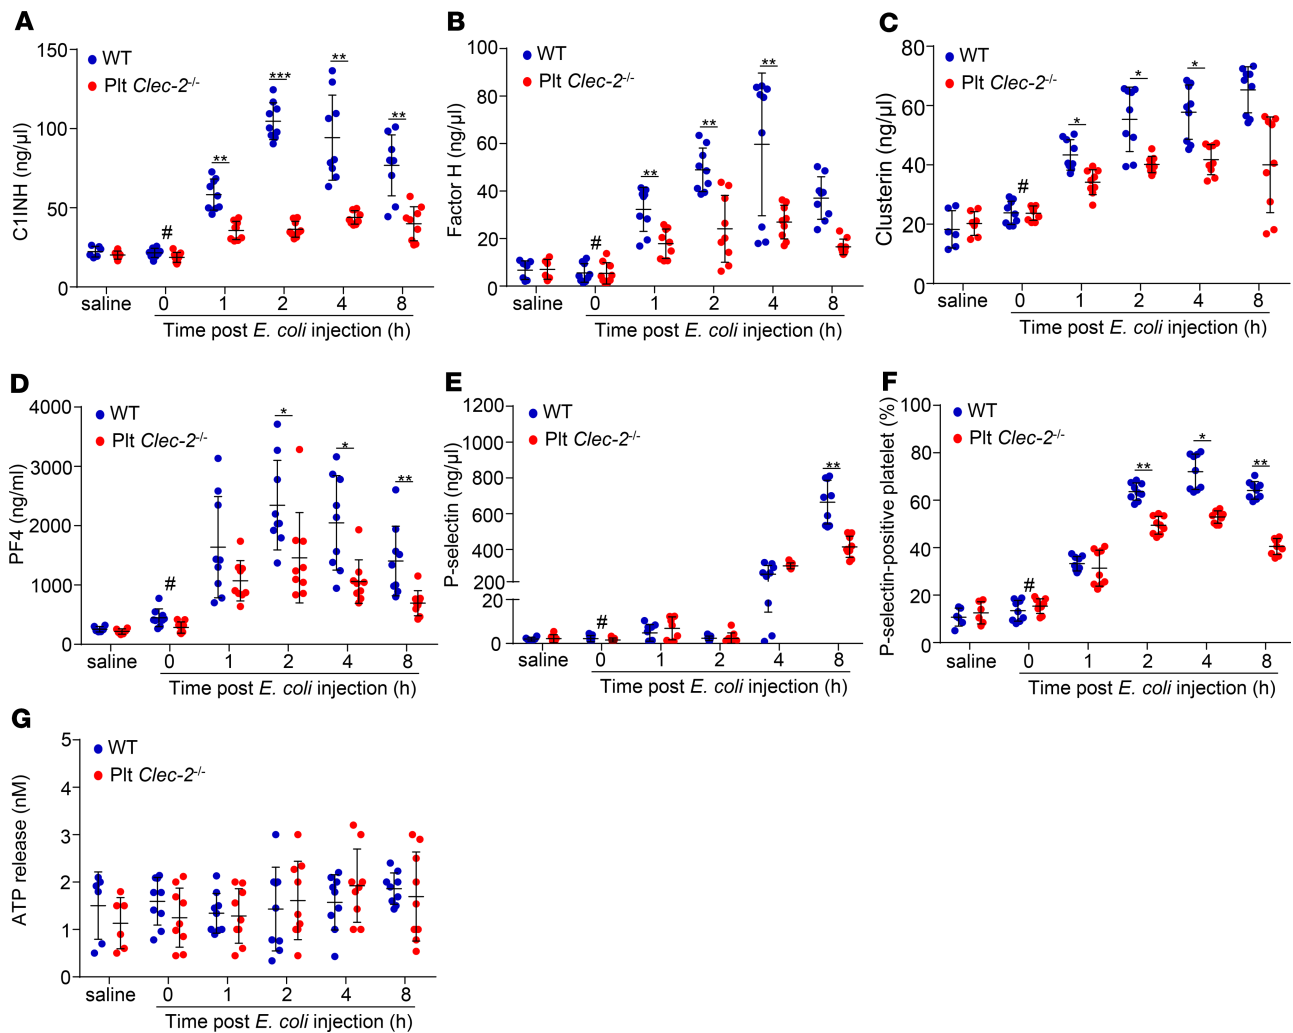 A
C1INH (ng/µl)
WT
Plt Clec-2-/-
150
100
50
0
**
***
**
**
#
saline 0 1 2 4 8
Time post E. coli injection (h)
B
Factor H (ng/µl)
WT
Plt Clec-2-/-
100
80
60
40
20
0
**
**
**
#
saline 0 1 2 4 8
Time post E. coli injection (h)
C
Clusterin (ng/µl)
WT
Plt Clec-2-/-
80
60
40
20
0
*
*
*
#
saline 0 1 2 4 8
Time post E. coli injection (h)
D
PF4 (ng/ml)
WT
Plt Clec-2-/-
4000
3000
2000
1000
0
*
*
**
#
saline 0 1 2 4 8
Time post E. coli injection (h)
E
P-selectin (ng/µl)
WT
Plt Clec-2-/-
1200
1000
800
600
400
200
20
0
**
#
saline 0 1 2 4 8
Time post E. coli injection (h)
F
P-selectin-positive platelet (%)
WT
Plt Clec-2-/-
100
80
60
40
20
0
**
*
**
#
saline 0 1 2 4 8
Time post E. coli injection (h)
G
ATP release (nM)
WT
Plt Clec-2-/-
5
4
3
2
1
0
saline 0 1 2 4 8
Time post E. coli injection (h)